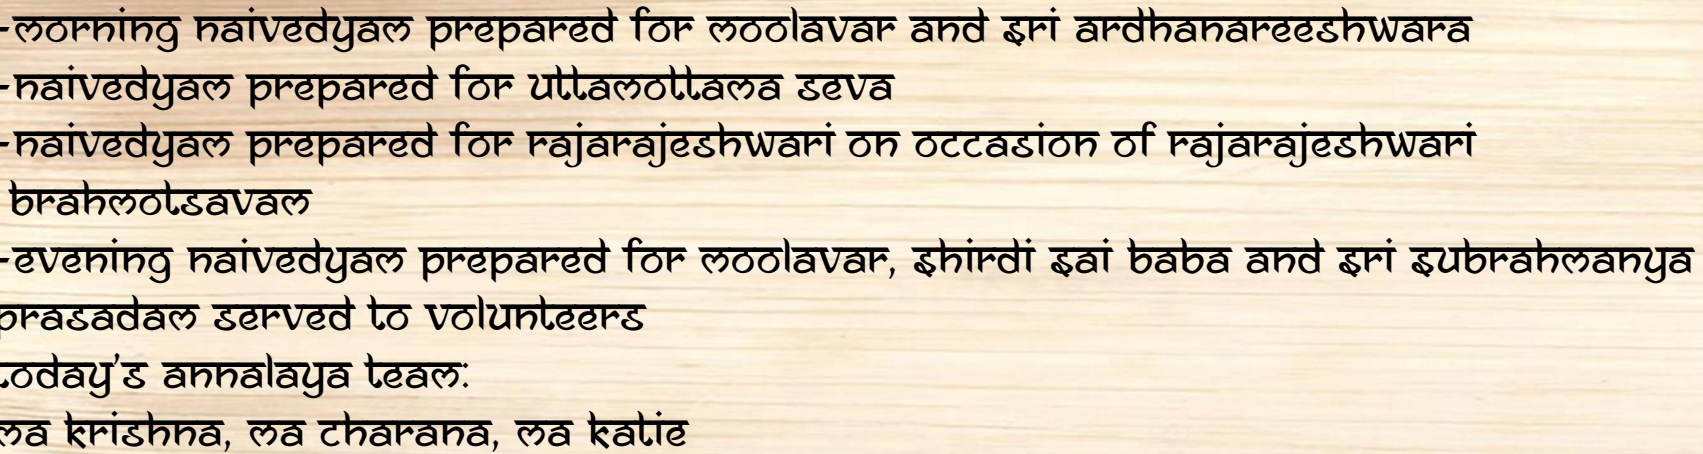 -morning naivedyam prepared for moolavar and sri ardhanareeshwara
-naivedyam prepared for uttamottama seva
-naivedyam prepared for rajarajeshwari on occasion of rajarajeshwari
brahmotsavam
-evening naivedyam prepared for moolavar, shirdi sai baba and sri subrahmanya
prasadam served to volunteers
today's annalaya team:
ma krishna, ma charana, ma katie